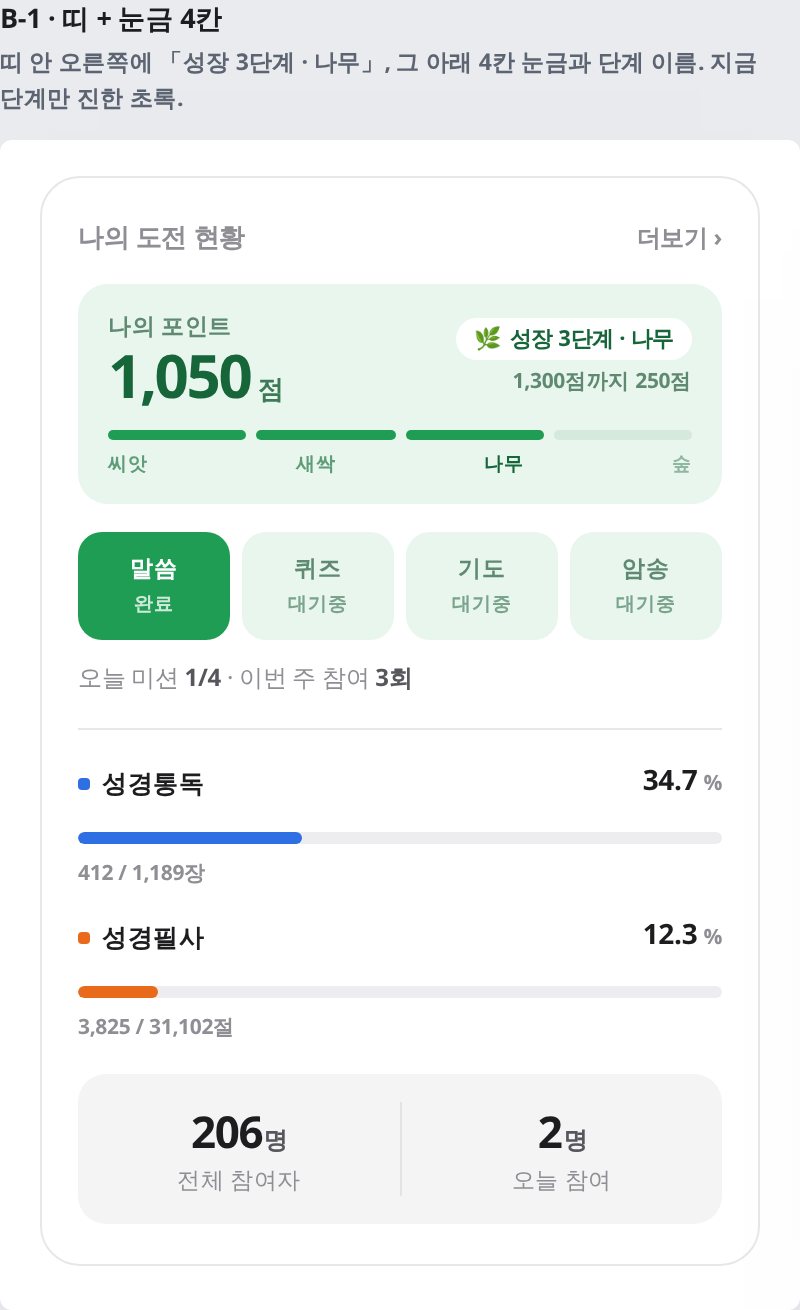 B-1 · 띠 + 눈금 4칸
띠 안 오른쪽에 「성장 3단계 · 나무」, 그 아래 4칸 눈금과 단계 이름. 지금
단계만 진한 초록.
나의 도전 현황
더보기 ›
나의 포인트
1,050 점
🌿 성장 3단계 · 나무
1,300점까지 250점
씨앗
새싹
나무
숲
말씀
완료
퀴즈
대기중
기도
대기중
암송
대기중
오늘 미션 1/4 · 이번 주 참여 3회
성경통독
34.7 %
412 / 1,189장
성경필사
12.3 %
3,825 / 31,102절
206명
전체 참여자
2명
오늘 참여